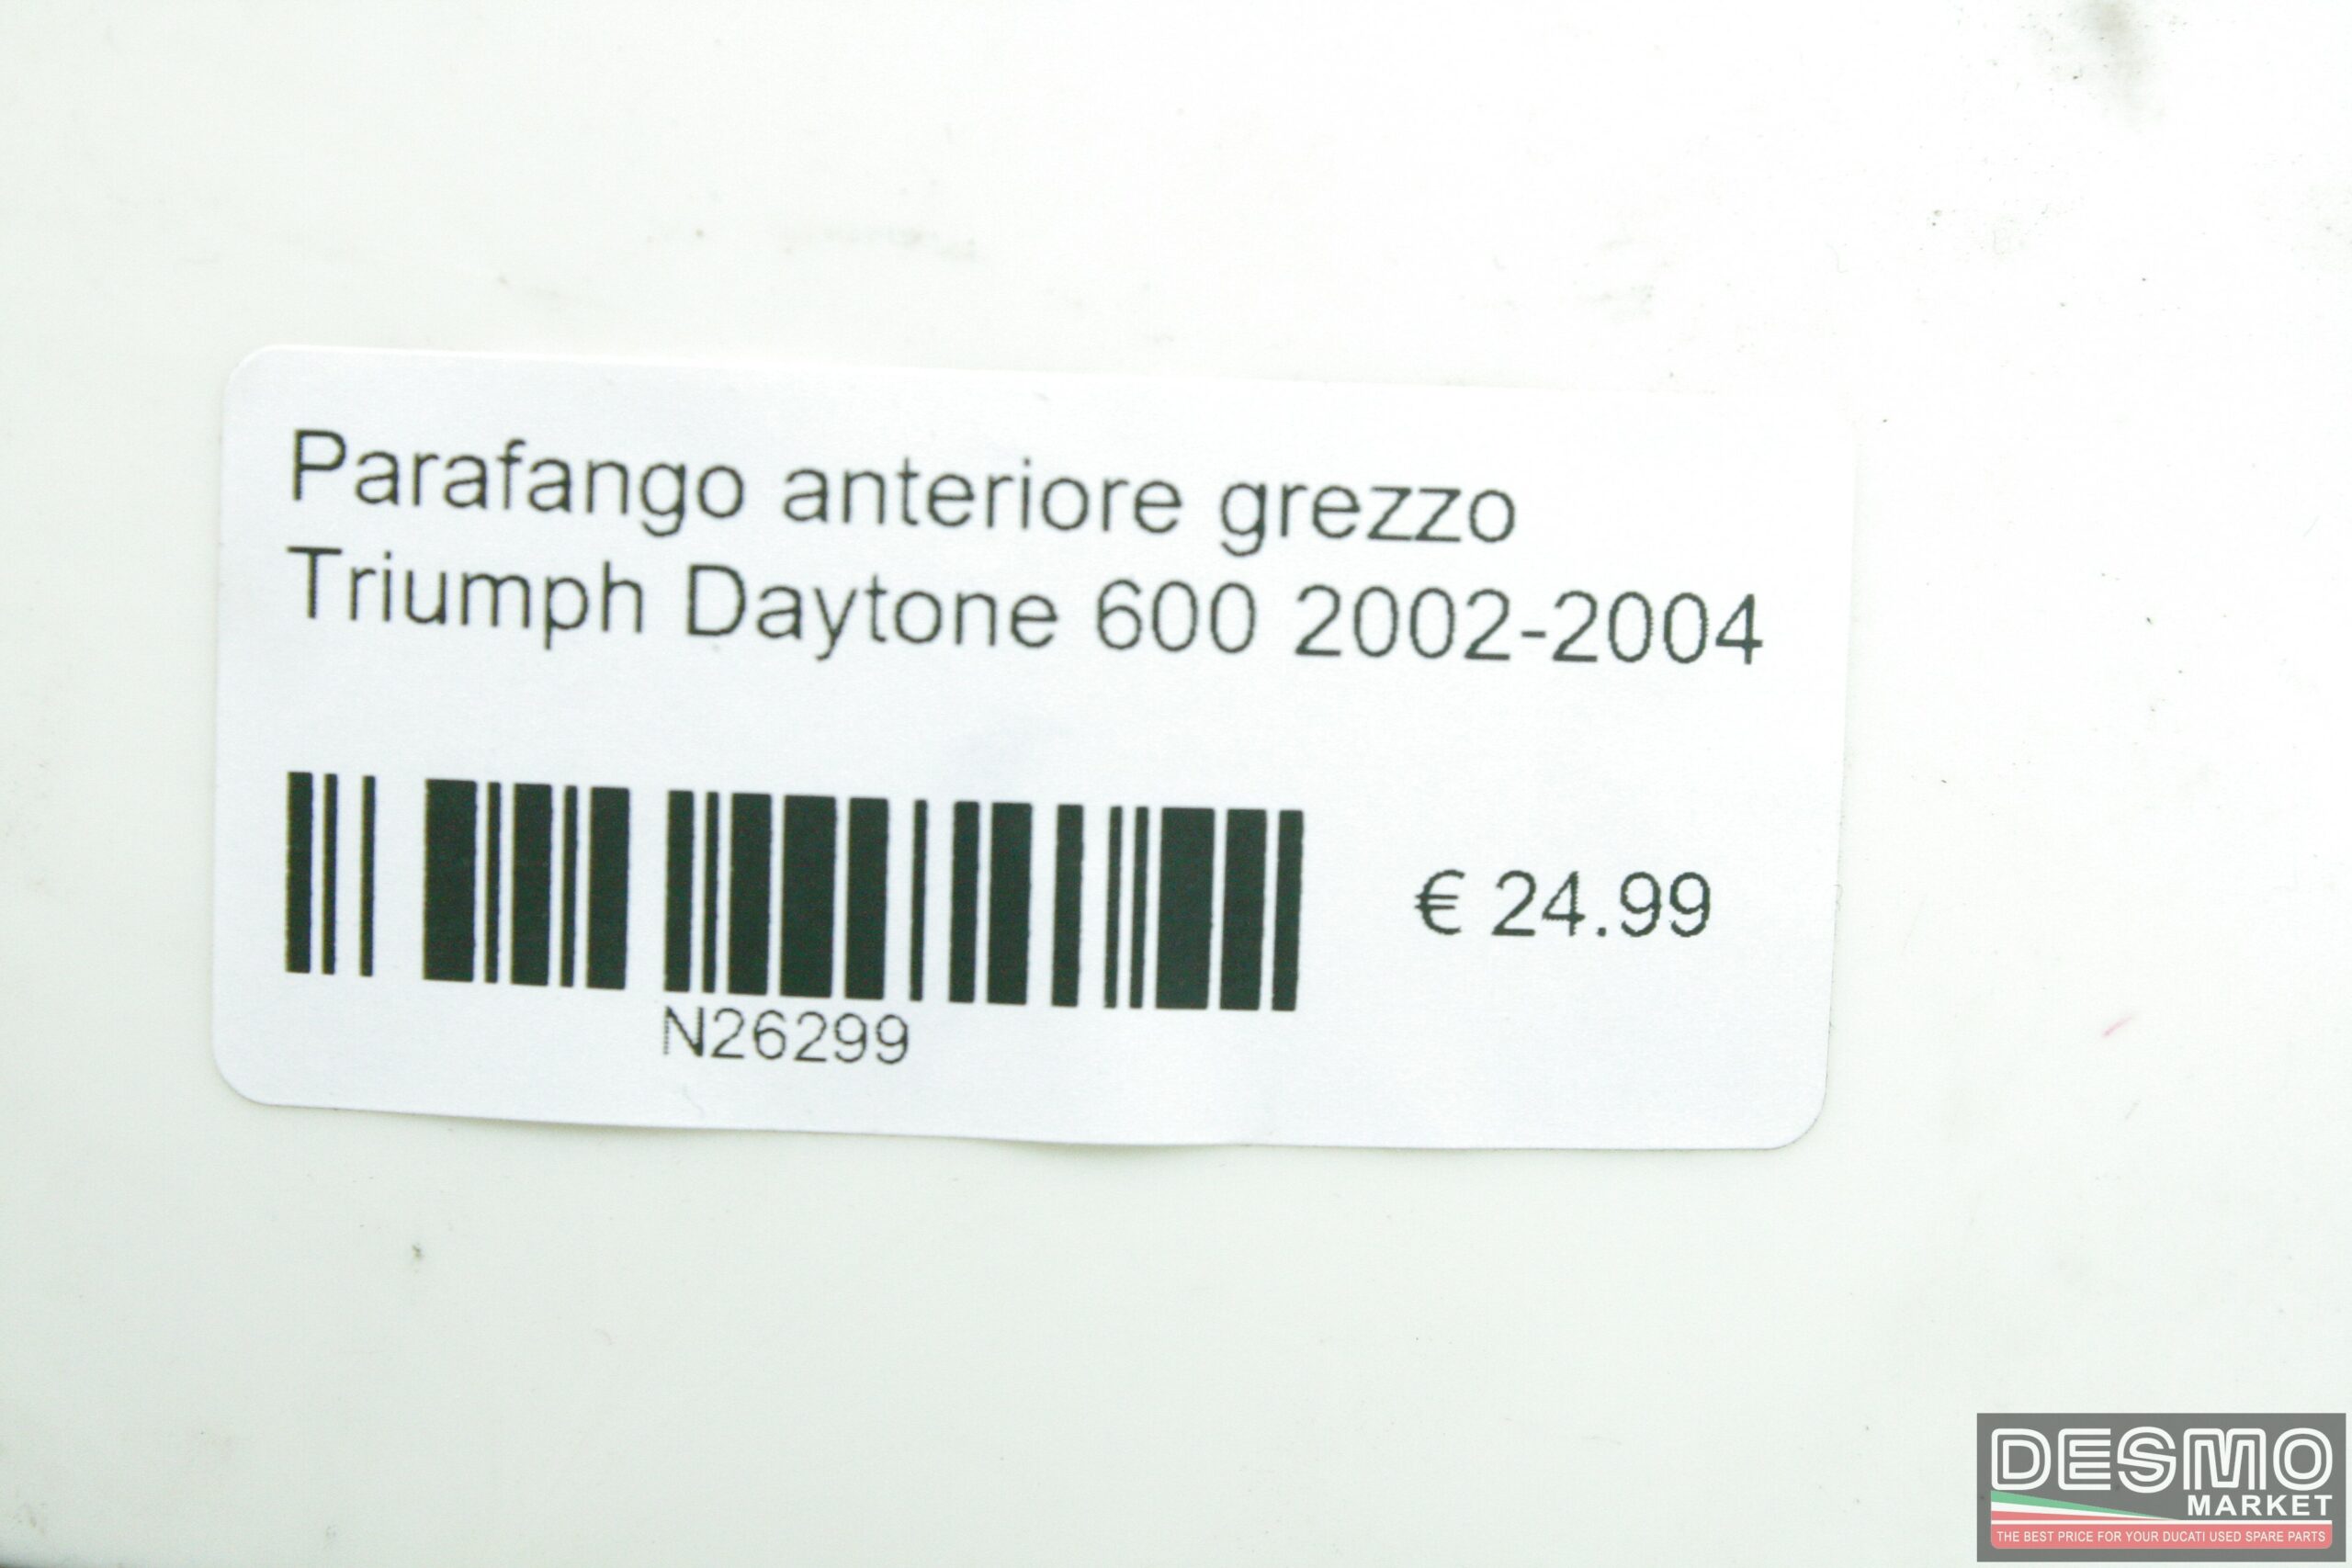 Parafango anteriore grezzo
Triumph Daytone 600 2002-2004
€ 24.99
N26299
DESMO
MARKET
THE BEST PRICE FOR YOUR DUCATI USED SPARE PARTS